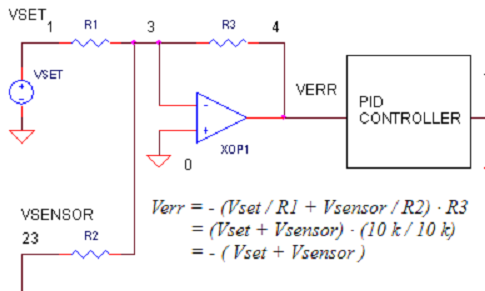 VSET
1
R1
3
R3
4
VSET
VERR
PID
CONTROLLER
-
+
XOP1
0
VSENSOR
23
R2
Verr = - (Vset / R1 + Vsensor / R2) · R3
= (Vset + Vsensor) · (10 k / 10 k)
= - ( Vset + Vsensor )